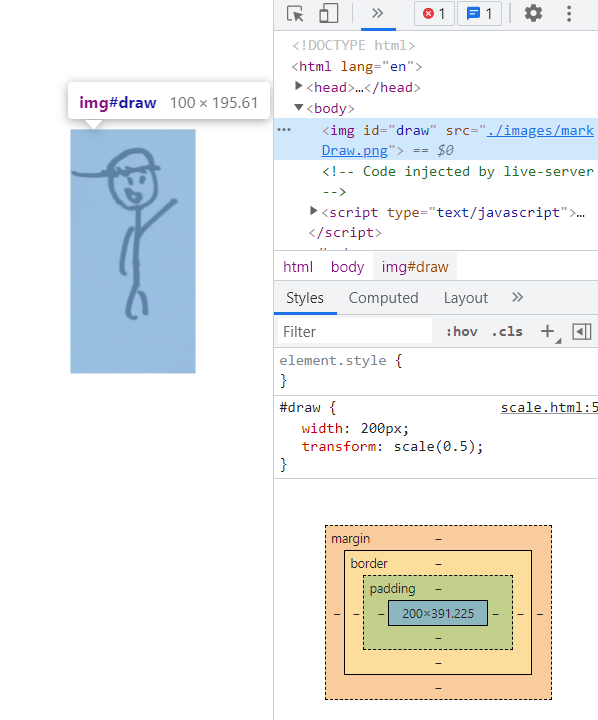 1
1
<!DOCTYPE html>
<html lang="en">
<head>…</head>
<body>
img#draw 100 × 195.61
<img id="draw" src="./images/mark
Draw.png"> == $0
<!-- Code injected by live-server
-->
<script type="text/javascript">…
</script>
html body img#draw
Styles Computed Layout
Filter :hov .cls
element.style {
}
#draw { scale.html:5
width: 200px;
transform: scale(0.5);
}
margin –
border –
padding –
– – – 200×391.225 – – –
–
–
–